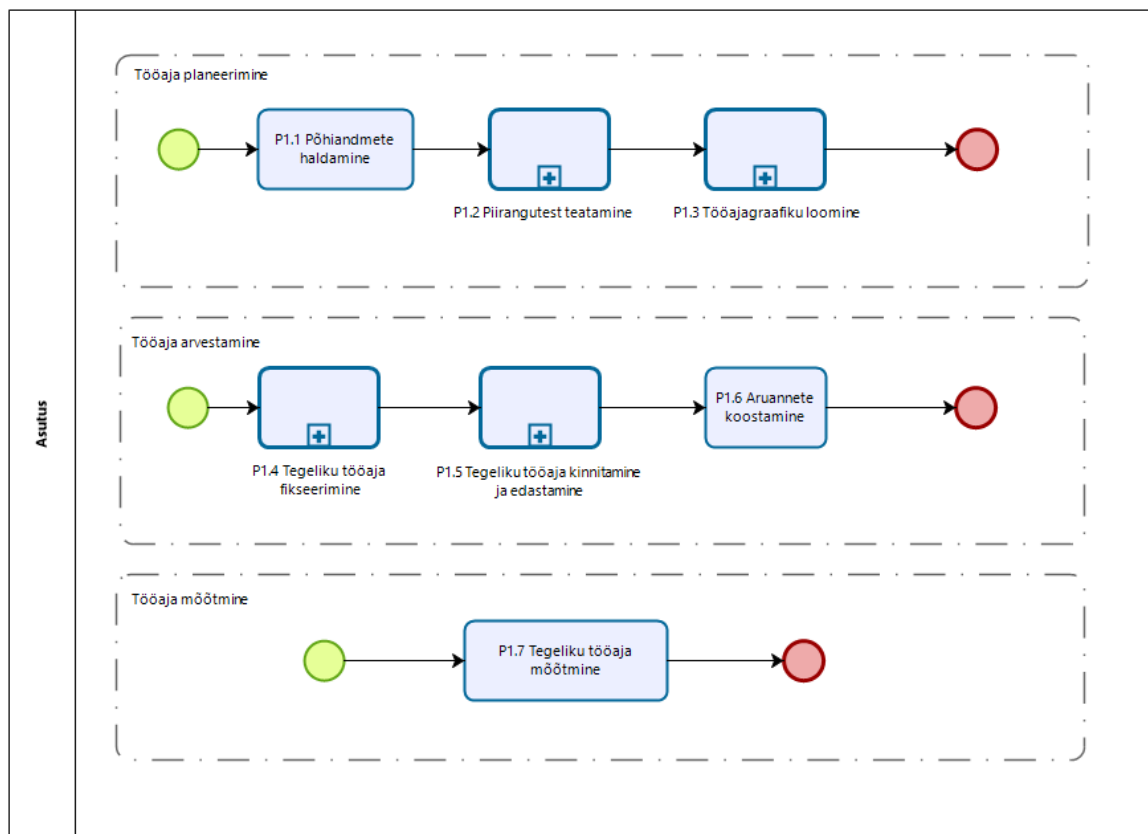 Asutus
Tööaja planeerimine
P1.1 Põhiandmete
haldamine
P1.2 Piirangutest teatamine
P1.3 Tööajagraafiku loomine
Tööaja arvestamine
P1.4 Tegeliku tööaja
fikseerimine
P1.5 Tegeliku tööaja kinnitamine
ja edastamine
P1.6 Aruannete
koostamine
Tööaja mõõtmine
P1.7 Tegeliku tööaja
mõõtmine